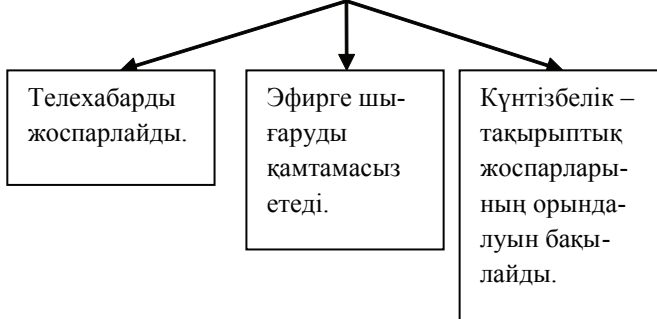 Телехабарды
жоспарлайды.
Эфирге шы-
ғаруды
қамтамасыз
етеді.
Күнтізбелік –
тақырыптық
жоспарлары-
ның орында-
луын бақы-
лайды.